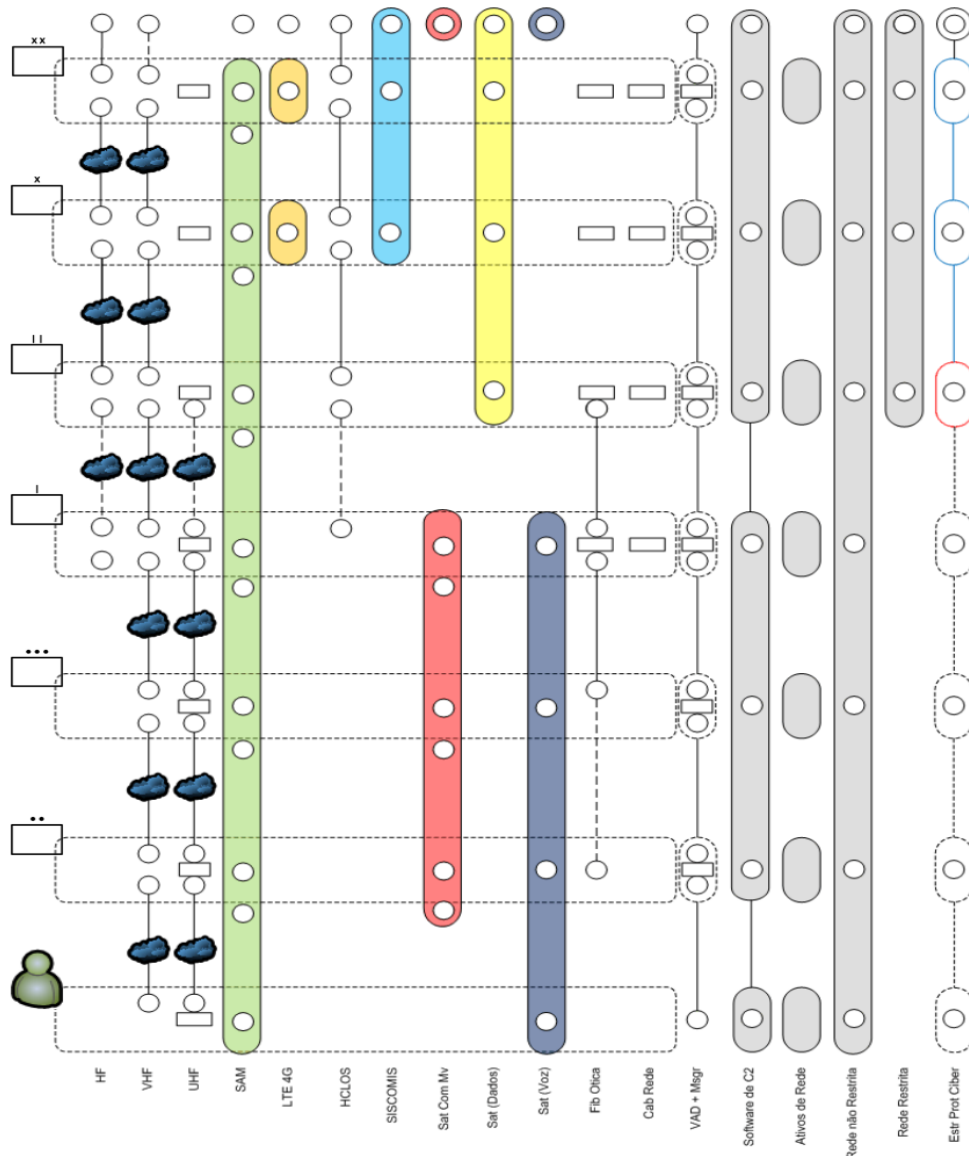 xx
x
II
I
•••
••
HF
VHF
UHF
SAM
LTE 4G
HCLOS
SISCOMIS
Sat Com Mv
Sat (Dados)
Sat (Voz)
Fib Otica
Cab Rede
VAD + Msgr
Software de C2
Ativos de Rede
Rede não Restrita
Rede Restrita
Estr Prot Ciber